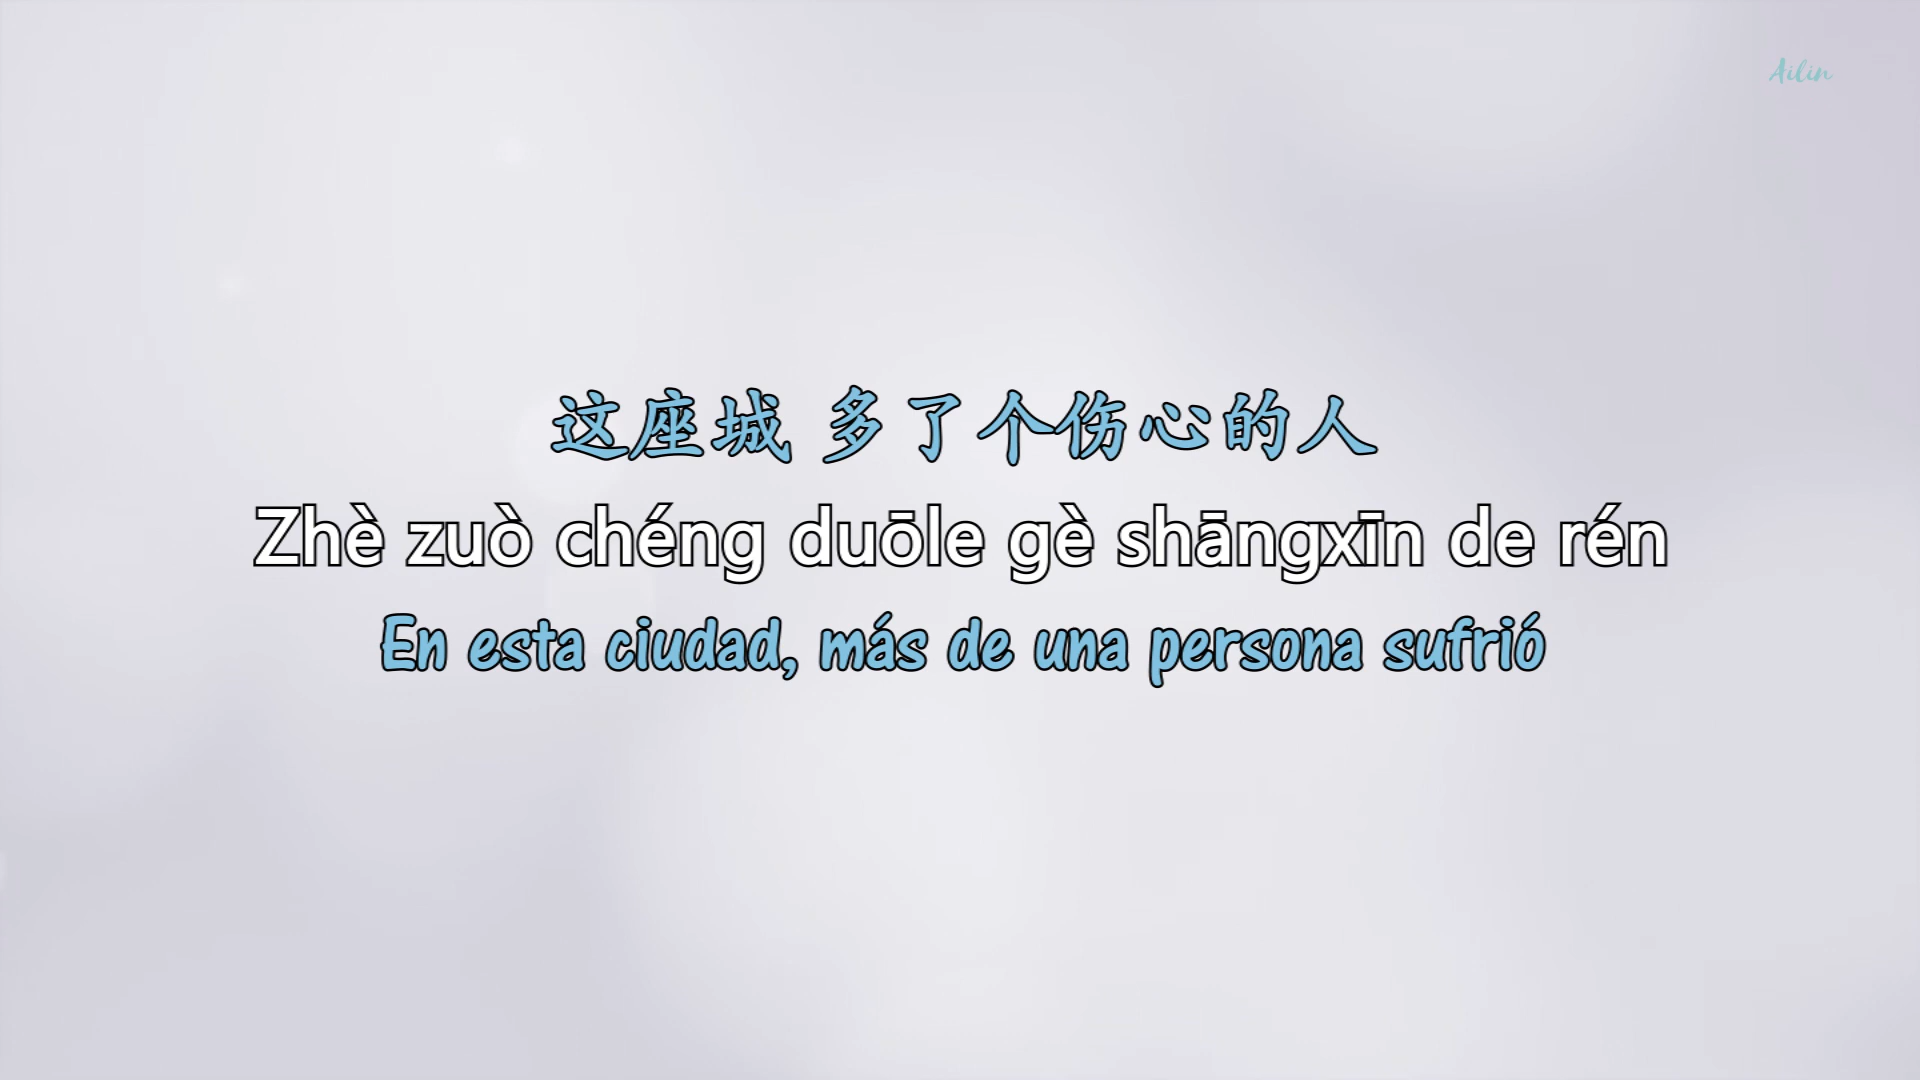 Ailin
这座城 多了个伤心的人
Zhè zuò chéng duōle gè shāngxīn de rén
En esta ciudad, más de una persona sufrió